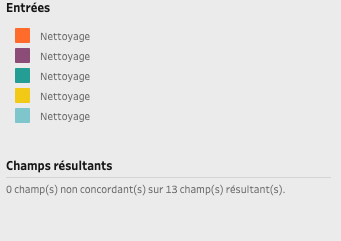 Entrées
Nettoyage
Nettoyage
Nettoyage
Nettoyage
Nettoyage
Champs résultants
0 champ(s) non concordant(s) sur 13 champ(s) résultant(s).